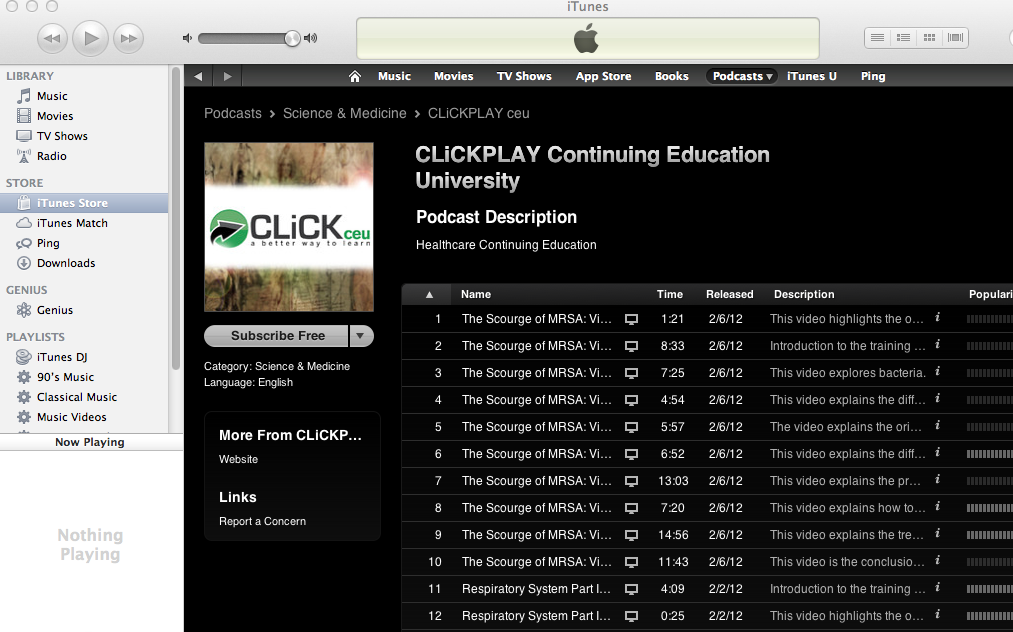 iTunes
LIBRARY
Music
Movies
TV Shows
Radio
STORE
iTunes Store
iTunes Match
Ping
Downloads
GENIUS
Genius
PLAYLISTS
iTunes DJ
90's Music
Classical Music
Music Videos
Now Playing
Nothing
Playing
Music Movies TV Shows App Store Books Podcasts ▾ iTunes U Ping
Podcasts › Science & Medicine › CLiCKPLAY ceu
CLiCK ceu
a better way to learn
Subscribe Free
Category: Science & Medicine
Language: English
More From CLiCKP...
Website
Links
Report a Concern
CLiCKPLAY Continuing Education
University
Podcast Description
Healthcare Continuing Education
▲ Name Time Released Description Populari
1 The Scourge of MRSA: Vi... 1:21 2/6/12 This video highlights the o... i
2 The Scourge of MRSA: Vi... 8:33 2/6/12 Introduction to the training ... i
3 The Scourge of MRSA: Vi... 7:25 2/6/12 This video explores bacteria. i
4 The Scourge of MRSA: Vi... 4:54 2/6/12 This video explains the diff... i
5 The Scourge of MRSA: Vi... 5:57 2/6/12 The video explains the ori... i
6 The Scourge of MRSA: Vi... 6:52 2/6/12 This video explains the diff... i
7 The Scourge of MRSA: Vi... 13:03 2/6/12 This video explains the pr... i
8 The Scourge of MRSA: Vi... 7:20 2/6/12 This video explains how to... i
9 The Scourge of MRSA: Vi... 14:56 2/6/12 This video explains the tre... i
10 The Scourge of MRSA: Vi... 11:43 2/6/12 This video is the conclusio... i
11 Respiratory System Part I... 4:09 2/2/12 Introduction to the training ... i
12 Respiratory System Part I... 0:25 2/2/12 This video highlights the o... i